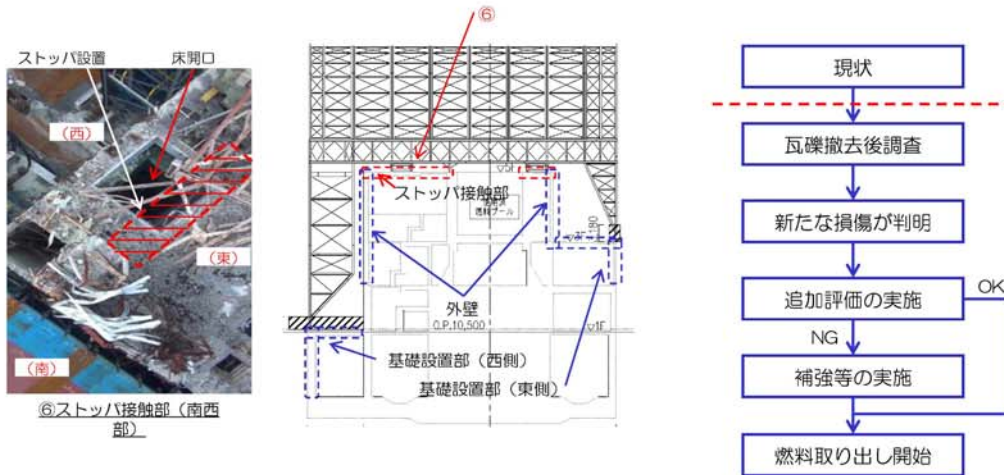 ストッパ設置
床開口
（西）
（東）
（南）
⑥ストッパ接触部（南西
部）
⑥
▽5F
ストッパ接触部
燃料プール
外壁
O.P.10,500
▽1F
基礎設置部（西側）
基礎設置部（東側）
現状
瓦礫撤去後調査
新たな損傷が判明
追加評価の実施
OK
NG
補強等の実施
燃料取り出し開始